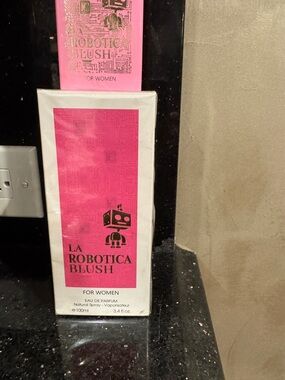 LA
ROBOTICA
BLUSH
FOR WOMEN
LA
ROBOTICA
BLUSH
FOR WOMEN
EAU DE PARFUM
Natural Spray - Vaporisateur
e 100ml 3.4 fl.oz